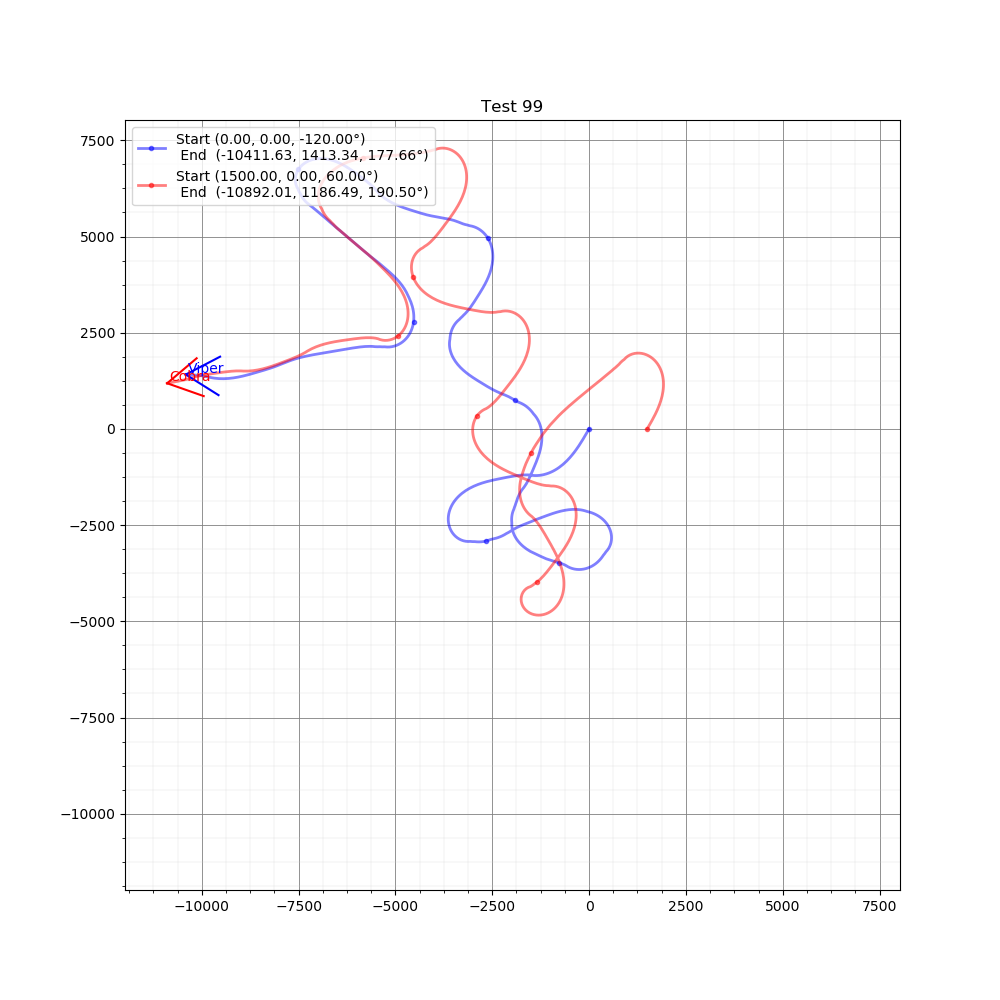 Test 99
Start (0.00, 0.00, -120.00°)
End  (-10411.63, 1413.34, 177.66°)
Start (1500.00, 0.00, 60.00°)
End  (-10892.01, 1186.49, 190.50°)
7500
5000
2500
0
−2500
−5000
−7500
−10000
Viper
Cobra
−10000
−7500
−5000
−2500
0
2500
5000
7500